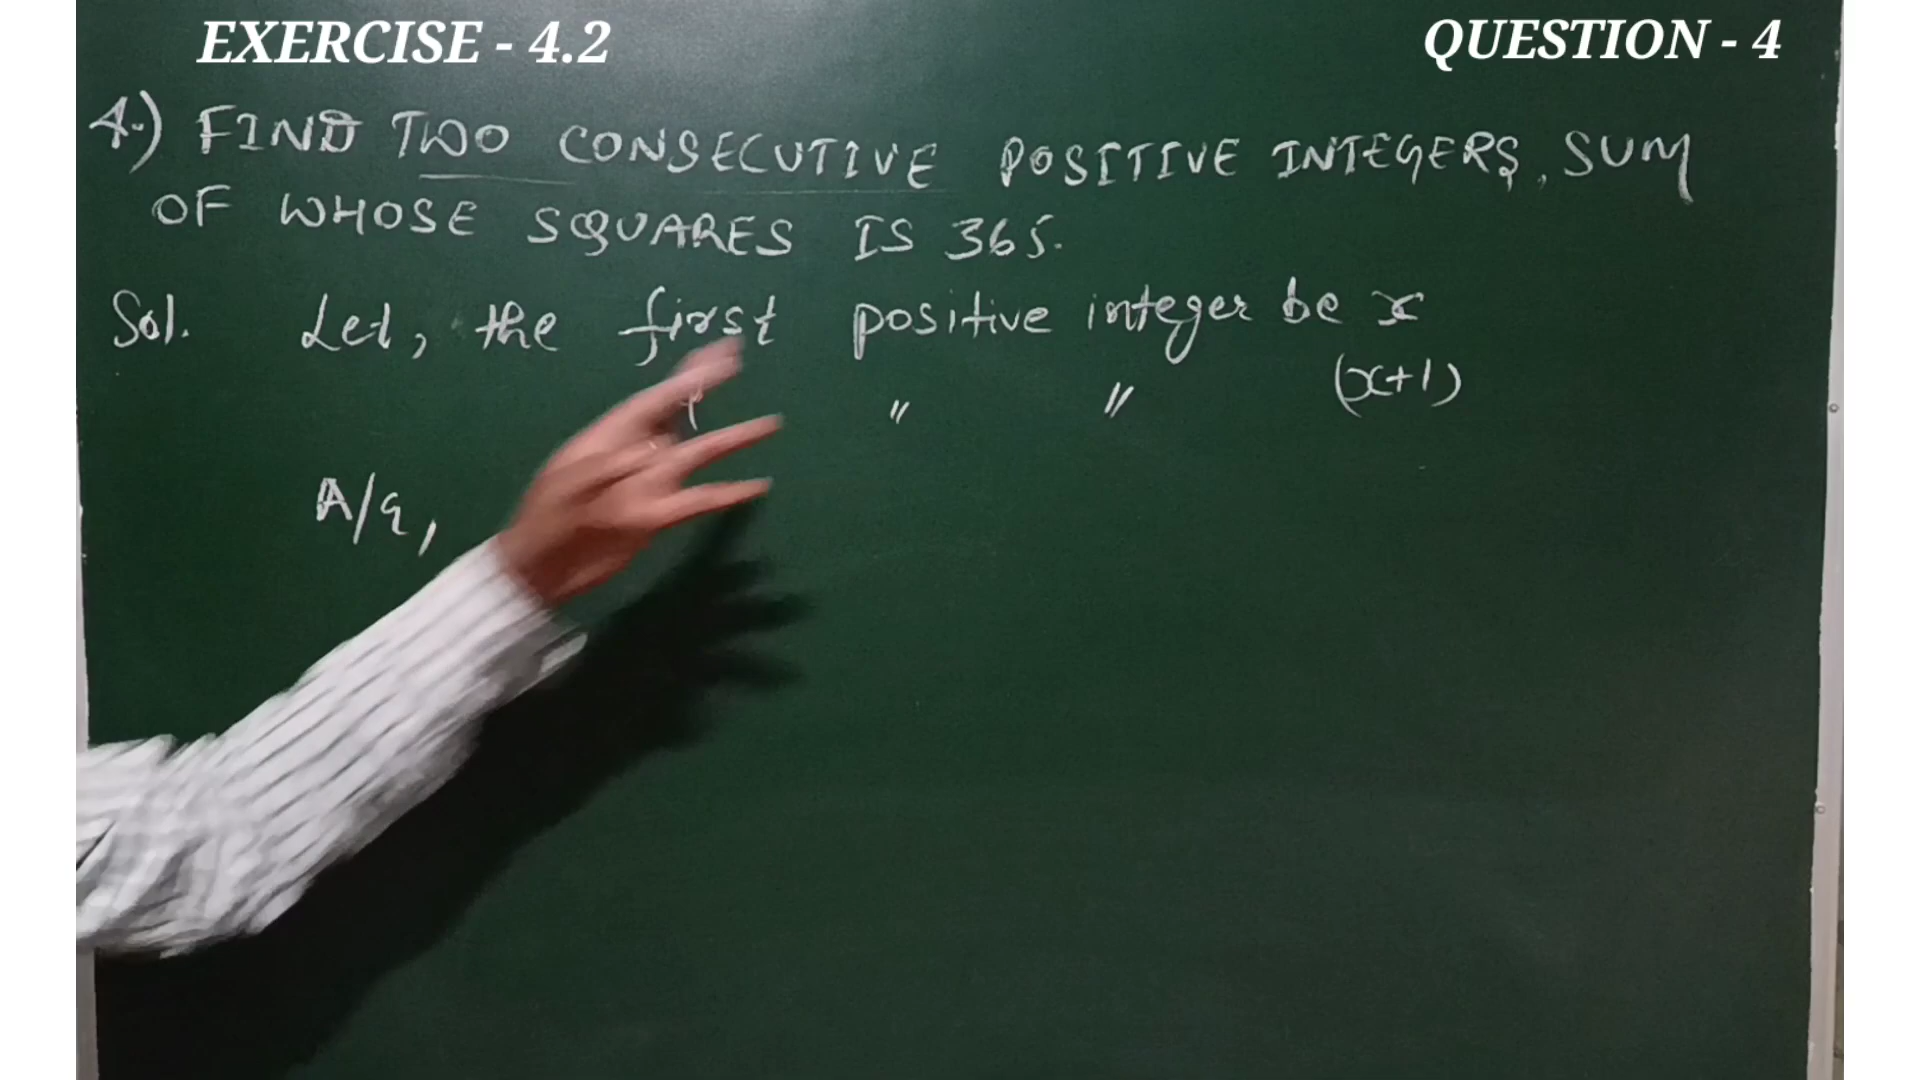 EXERCISE - 4.2
QUESTION - 4
4.) FIND TWO CONSECUTIVE POSITIVE INTEGERS, SUM
OF WHOSE SQUARES IS 365.
Sol. Let, the first positive integer be x
" " (x+1)
A/q,